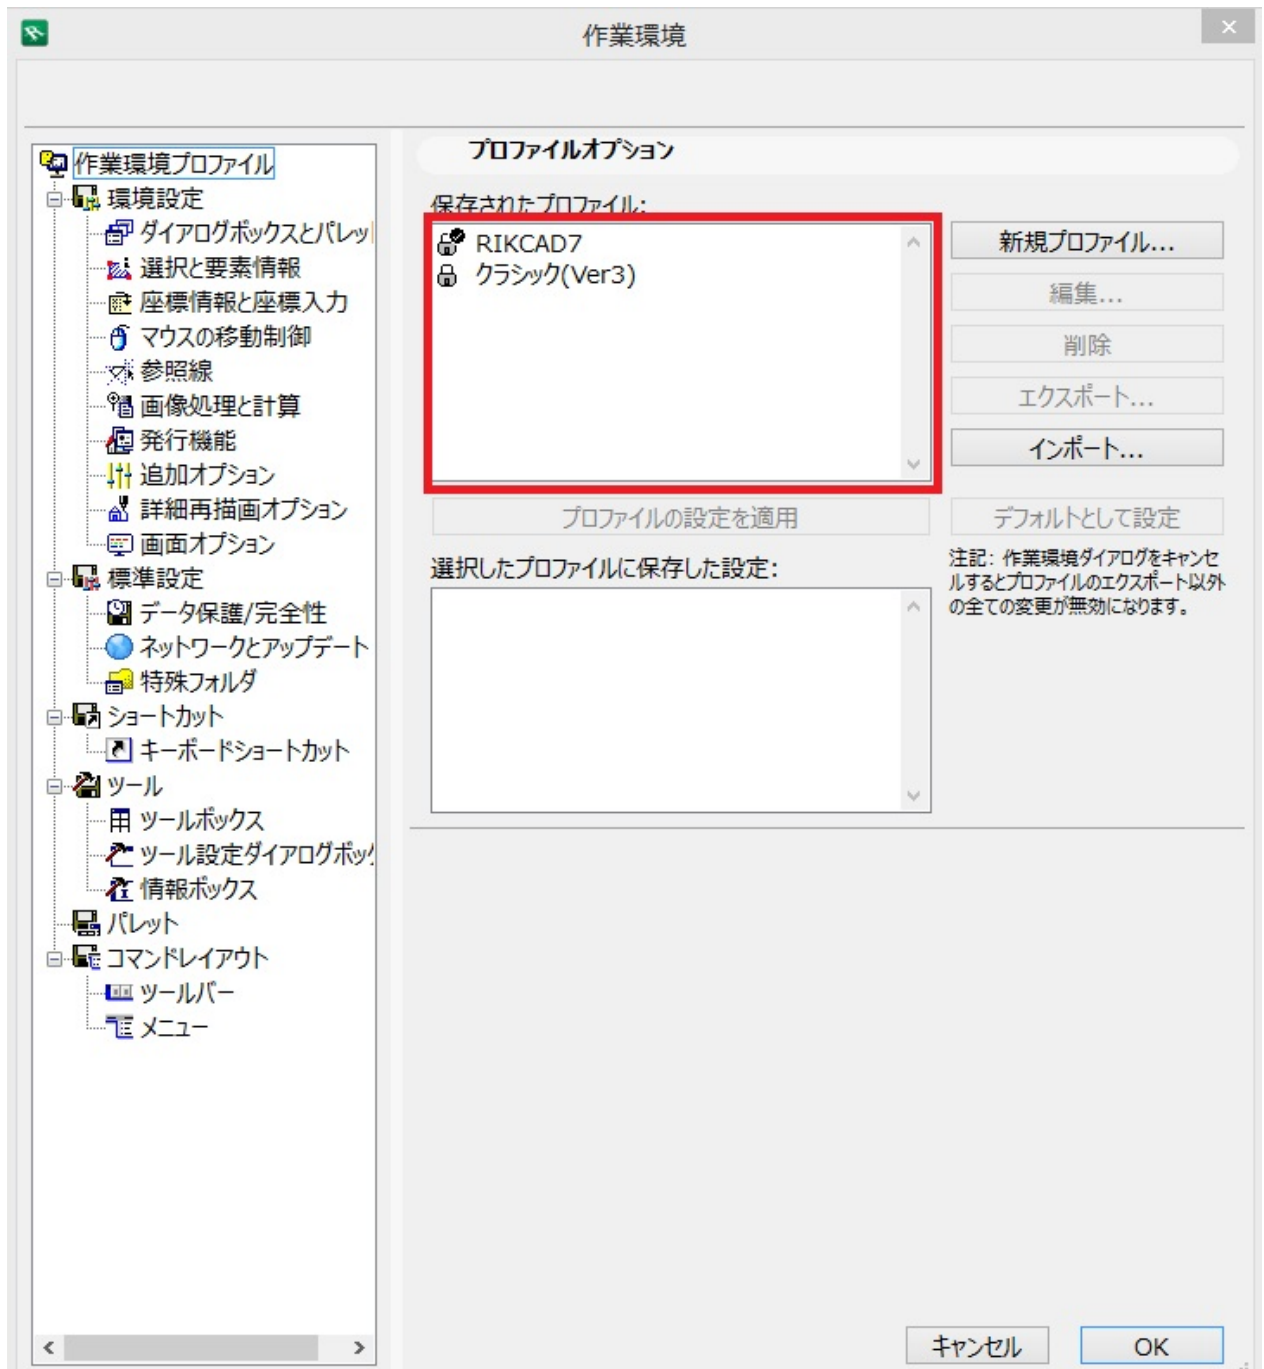 作業環境
作業環境プロファイル
環境設定
ダイアログボックスとパレッ
選択と要素情報
座標情報と座標入力
マウスの移動制御
参照線
画像処理と計算
発行機能
追加オプション
詳細再描画オプション
画面オプション
標準設定
データ保護/完全性
ネットワークとアップデート
特殊フォルダ
ショートカット
キーボードショートカット
ツール
ツールボックス
ツール設定ダイアログボッ
情報ボックス
パレット
コマンドレイアウト
ツールバー
メニュー
プロファイルオプション
保存されたプロファイル:
RIKCAD7
クラシック(Ver3)
新規プロファイル...
編集...
削除
エクスポート...
インポート...
プロファイルの設定を適用
デフォルトとして設定
選択したプロファイルに保存した設定:
注記: 作業環境ダイアログをキャンセ
ルするとプロファイルのエクスポート以外
の全ての変更が無効になります。
キャンセル
OK